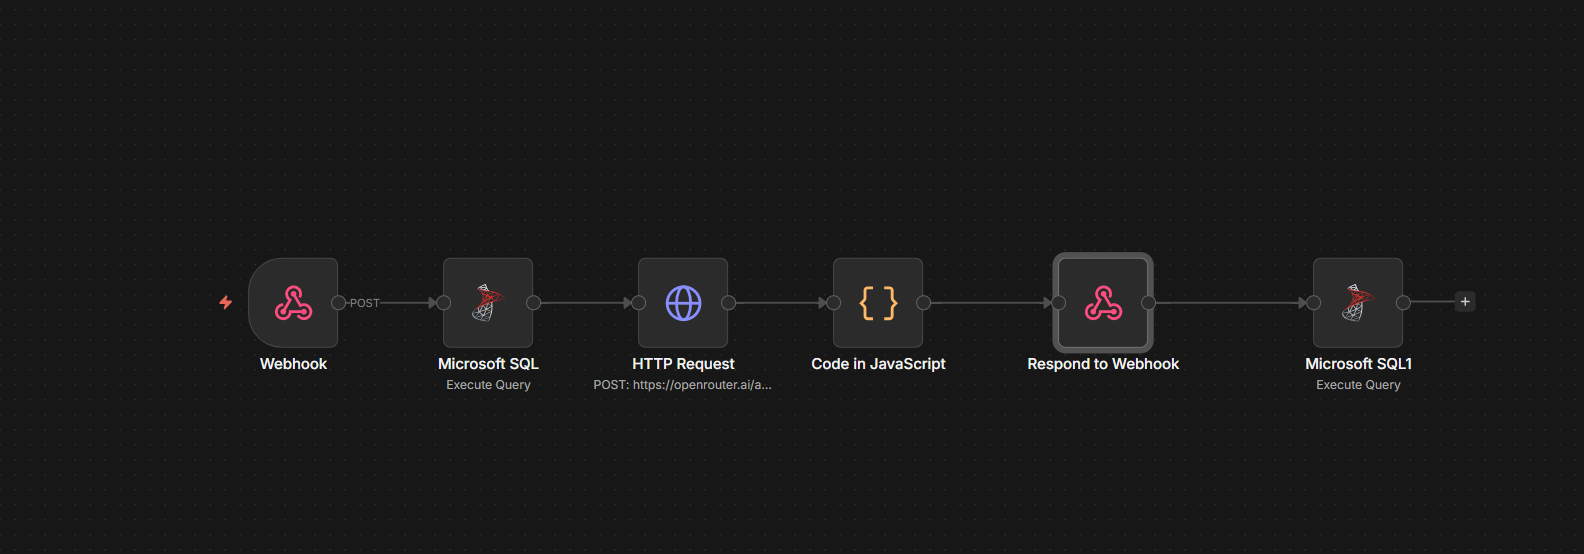 POST
Webhook
Microsoft SQL
Execute Query
HTTP Request
POST: https://openrouter.ai/a...
Code in JavaScript
Respond to Webhook
Microsoft SQL1
Execute Query